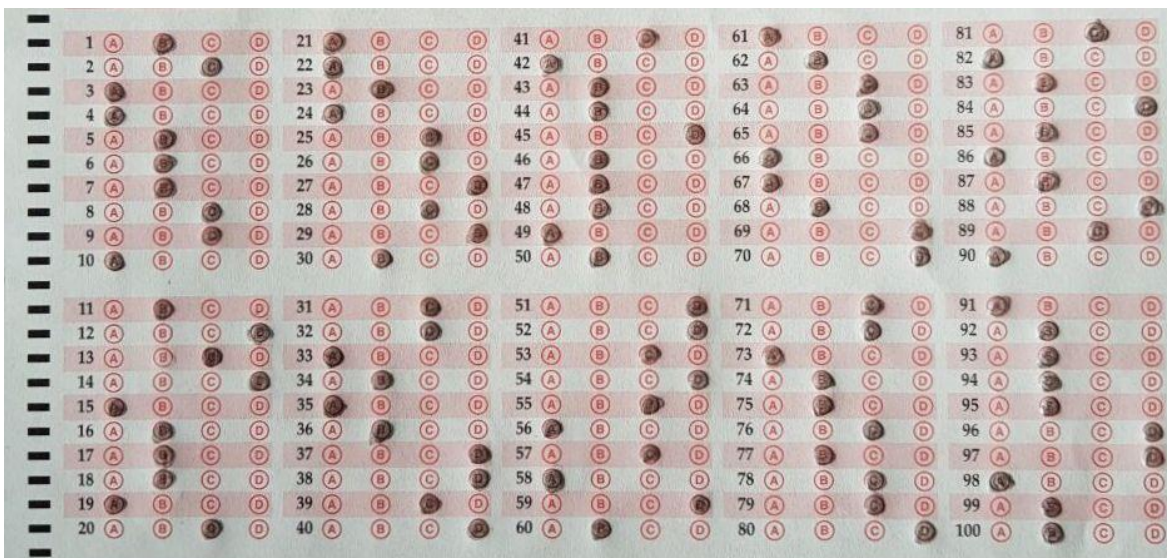 1 A B C D 21 A B C D 41 A B C D 61 A B C D 81 A B C D
2 A B C D 22 A B C D 42 A B C D 62 A B C D 82 A B C D
3 A B C D 23 A B C D 43 A B C D 63 A B C D 83 A B C D
4 A B C D 24 A B C D 44 A B C D 64 A B C D 84 A B C D
5 A B C D 25 A B C D 45 A B C D 65 A B C D 85 A B C D
6 A B C D 26 A B C D 46 A B C D 66 A B C D 86 A B C D
7 A B C D 27 A B C D 47 A B C D 67 A B C D 87 A B C D
8 A B C D 28 A B C D 48 A B C D 68 A B C D 88 A B C D
9 A B C D 29 A B C D 49 A B C D 69 A B C D 89 A B C D
10 A B C D 30 A B C D 50 A B C D 70 A B C D 90 A B C D
11 A B C D 31 A B C D 51 A B C D 71 A B C D 91 A B C D
12 A B C D 32 A B C D 52 A B C D 72 A B C D 92 A B C D
13 A B C D 33 A B C D 53 A B C D 73 A B C D 93 A B C D
14 A B C D 34 A B C D 54 A B C D 74 A B C D 94 A B C D
15 A B C D 35 A B C D 55 A B C D 75 A B C D 95 A B C D
16 A B C D 36 A B C D 56 A B C D 76 A B C D 96 A B C D
17 A B C D 37 A B C D 57 A B C D 77 A B C D 97 A B C D
18 A B C D 38 A B C D 58 A B C D 78 A B C D 98 A B C D
19 A B C D 39 A B C D 59 A B C D 79 A B C D 99 A B C D
20 A B C D 40 A B C D 60 A B C D 80 A B C D 100 A B C D